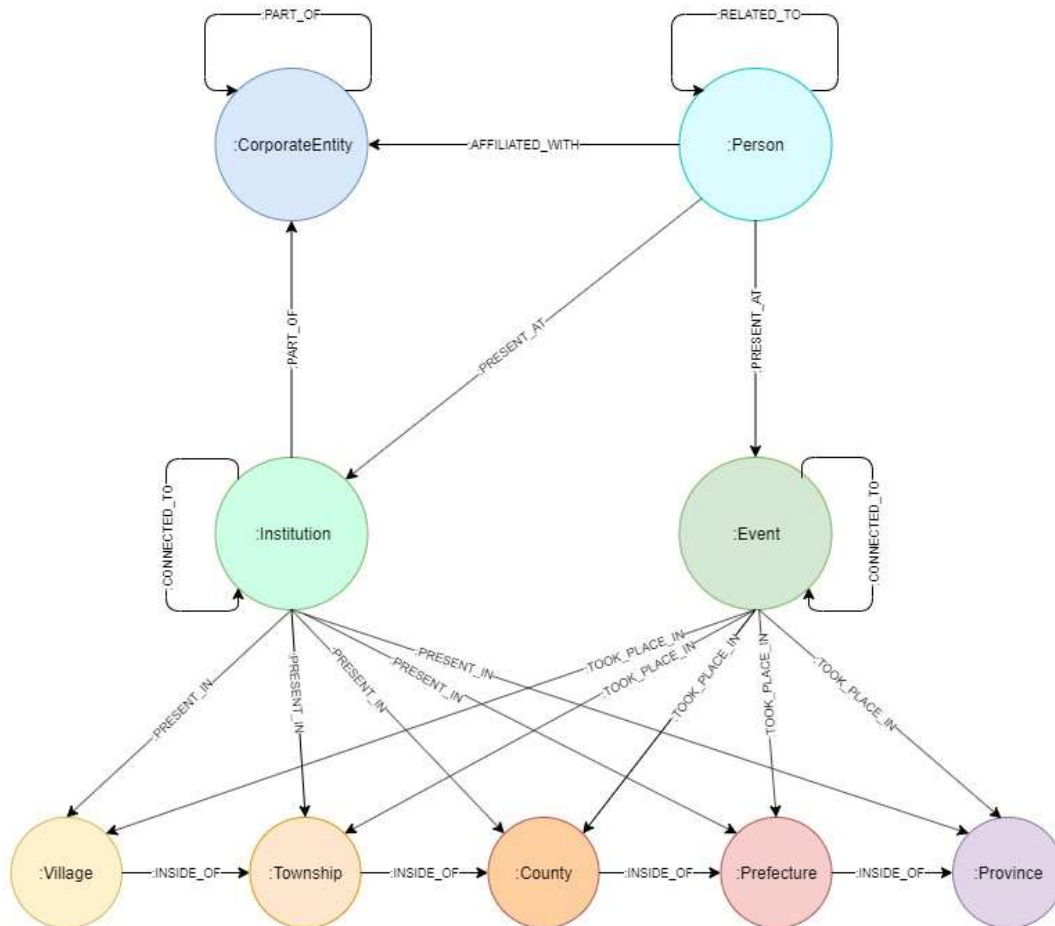 :PART_OF
:RELATED_TO
:CorporateEntity
:AFFILIATED_WITH
:Person
:PART_OF
:PRESENT_AT
:PRESENT_AT
:CONNECTED_TO
:Institution
:Event
:CONNECTED_TO
:PRESENT_IN
:PRESENT_IN
:PRESENT_IN
:PRESENT_IN
:PRESENT_IN
:TOOK_PLACE_IN
:TOOK_PLACE_IN
:TOOK_PLACE_IN
:TOOK_PLACE_IN
:TOOK_PLACE_IN
:Village
:INSIDE_OF
:Township
:INSIDE_OF
:County
:INSIDE_OF
:Prefecture
:INSIDE_OF
:Province